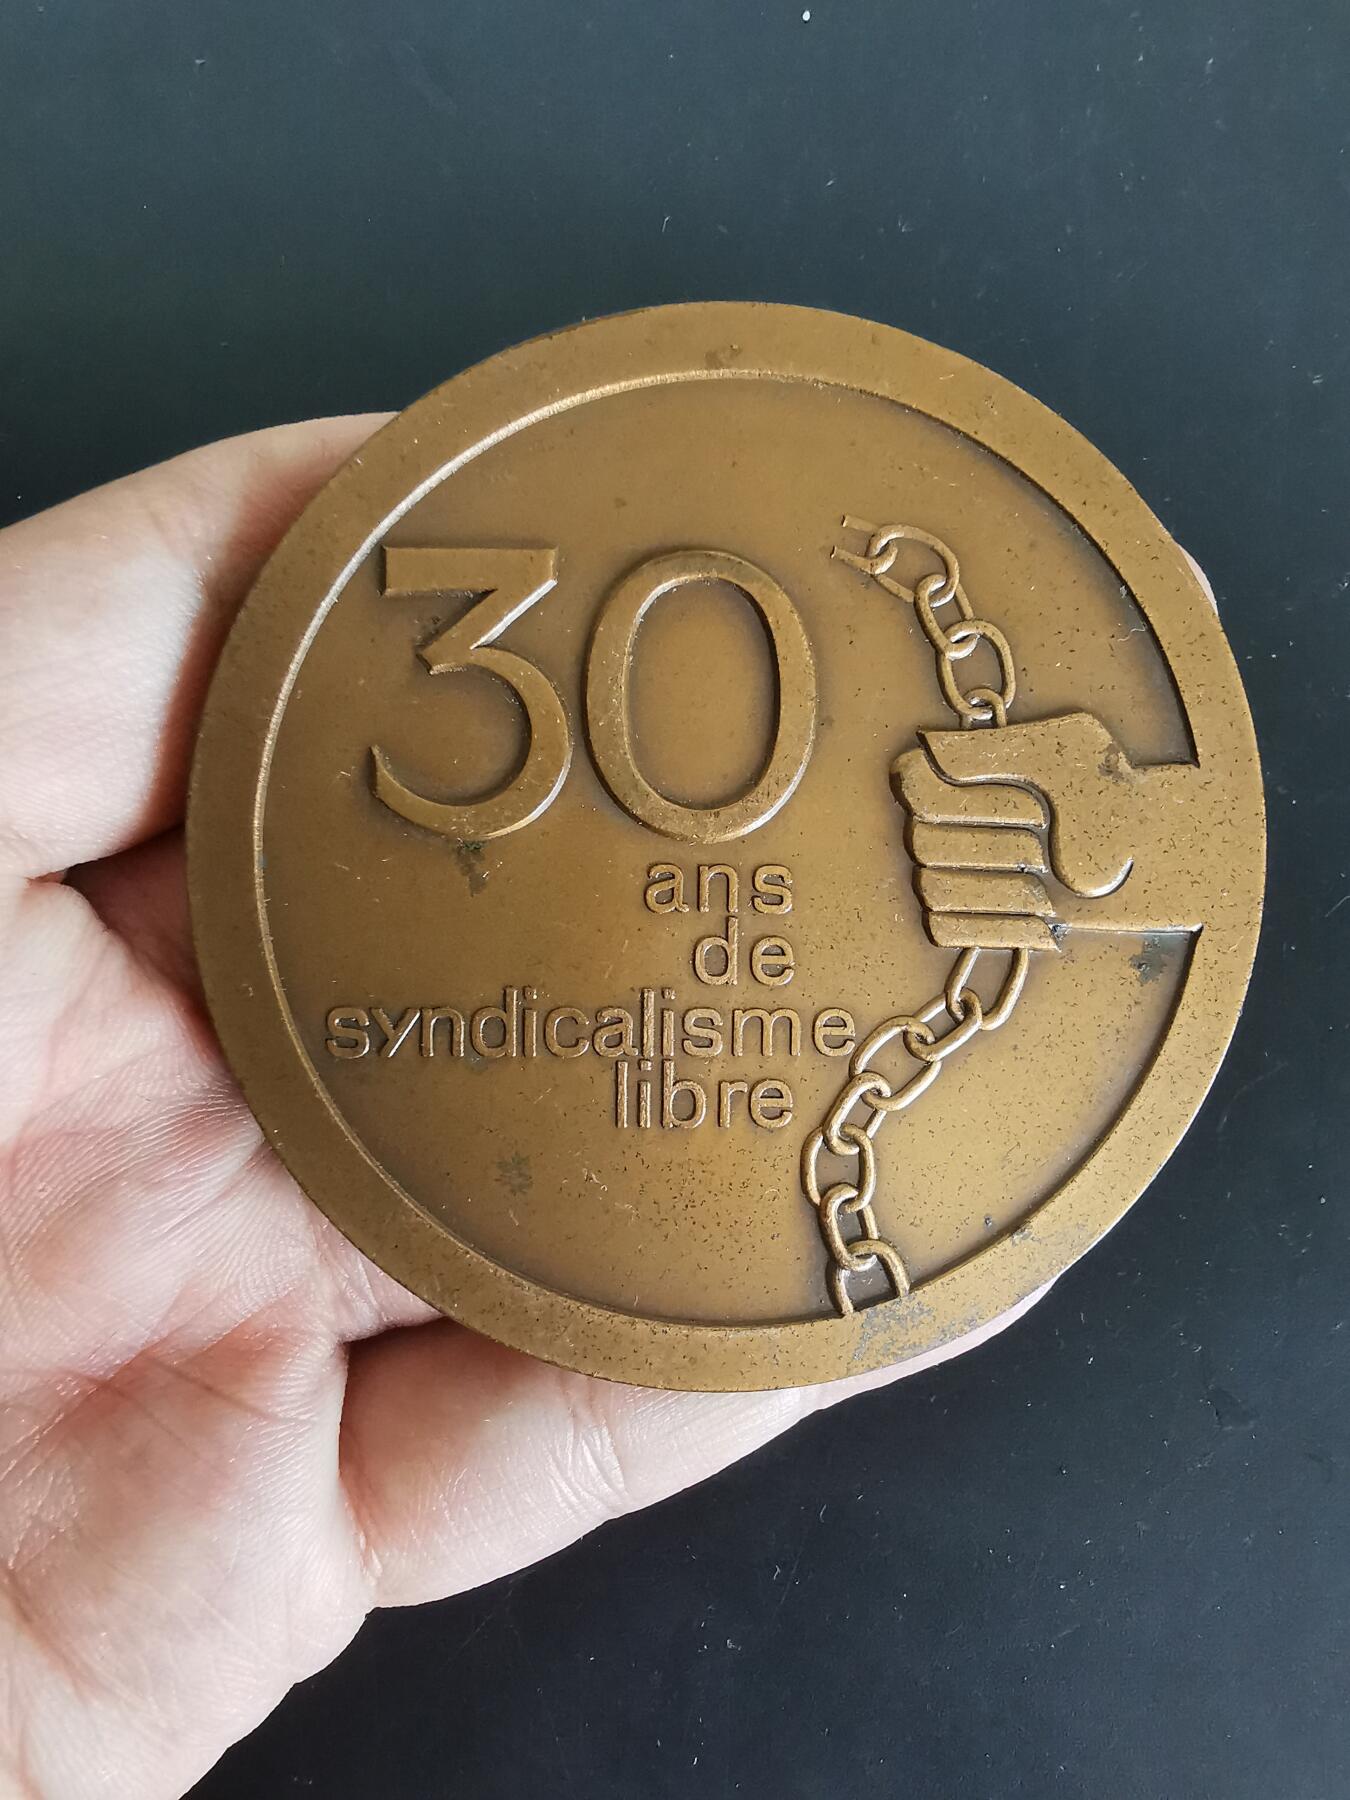 30
ans
de
syndicalisme
libre